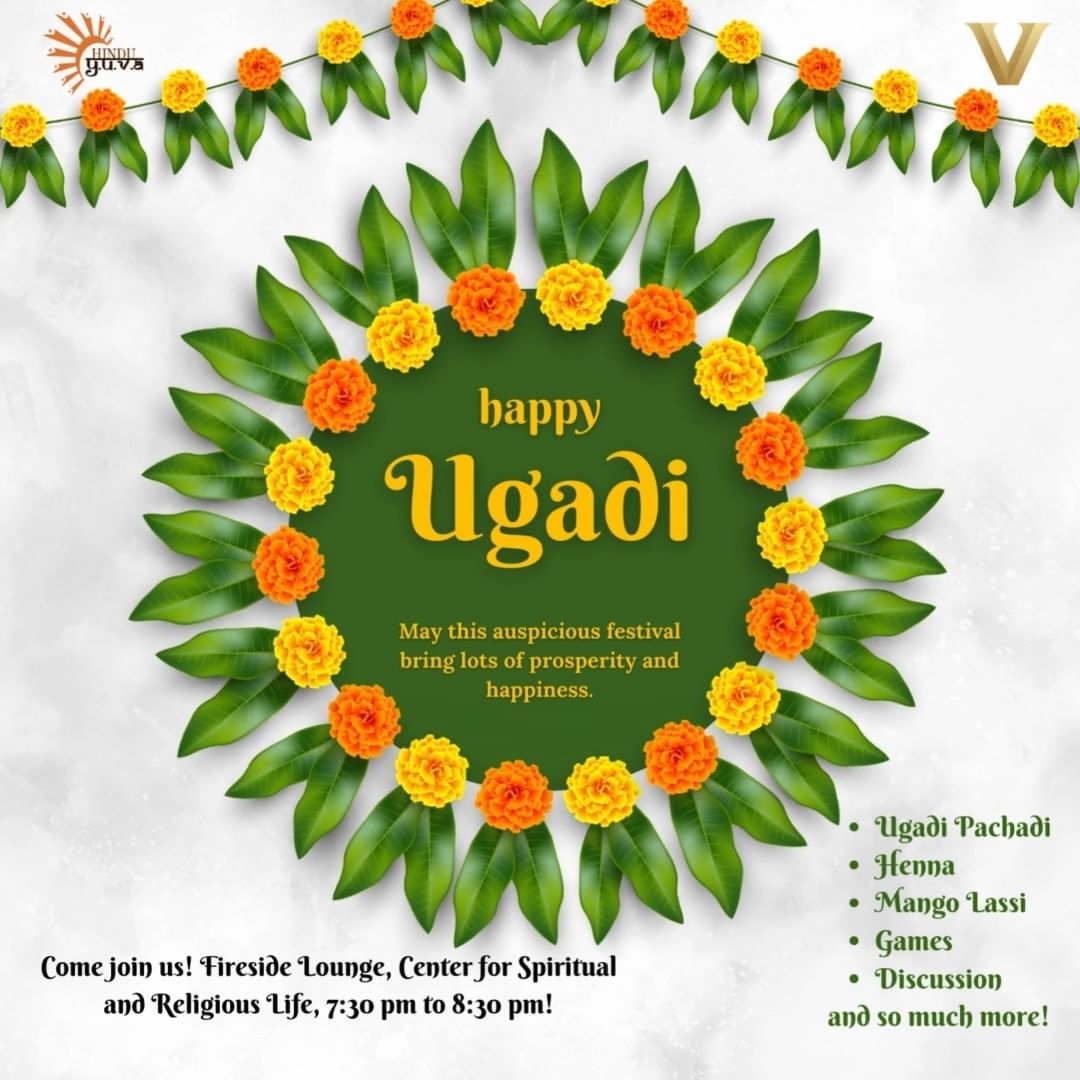 HINDU
yuva
V
happy
Ugadi
May this auspicious festival
bring lots of prosperity and
happiness.
• Ugadi Pachadi
• Henna
• Mango Lassi
• Games
• Discussion
and so much more!
Come join us! Fireside Lounge, Center for Spiritual
and Religious Life, 7:30 pm to 8:30 pm!